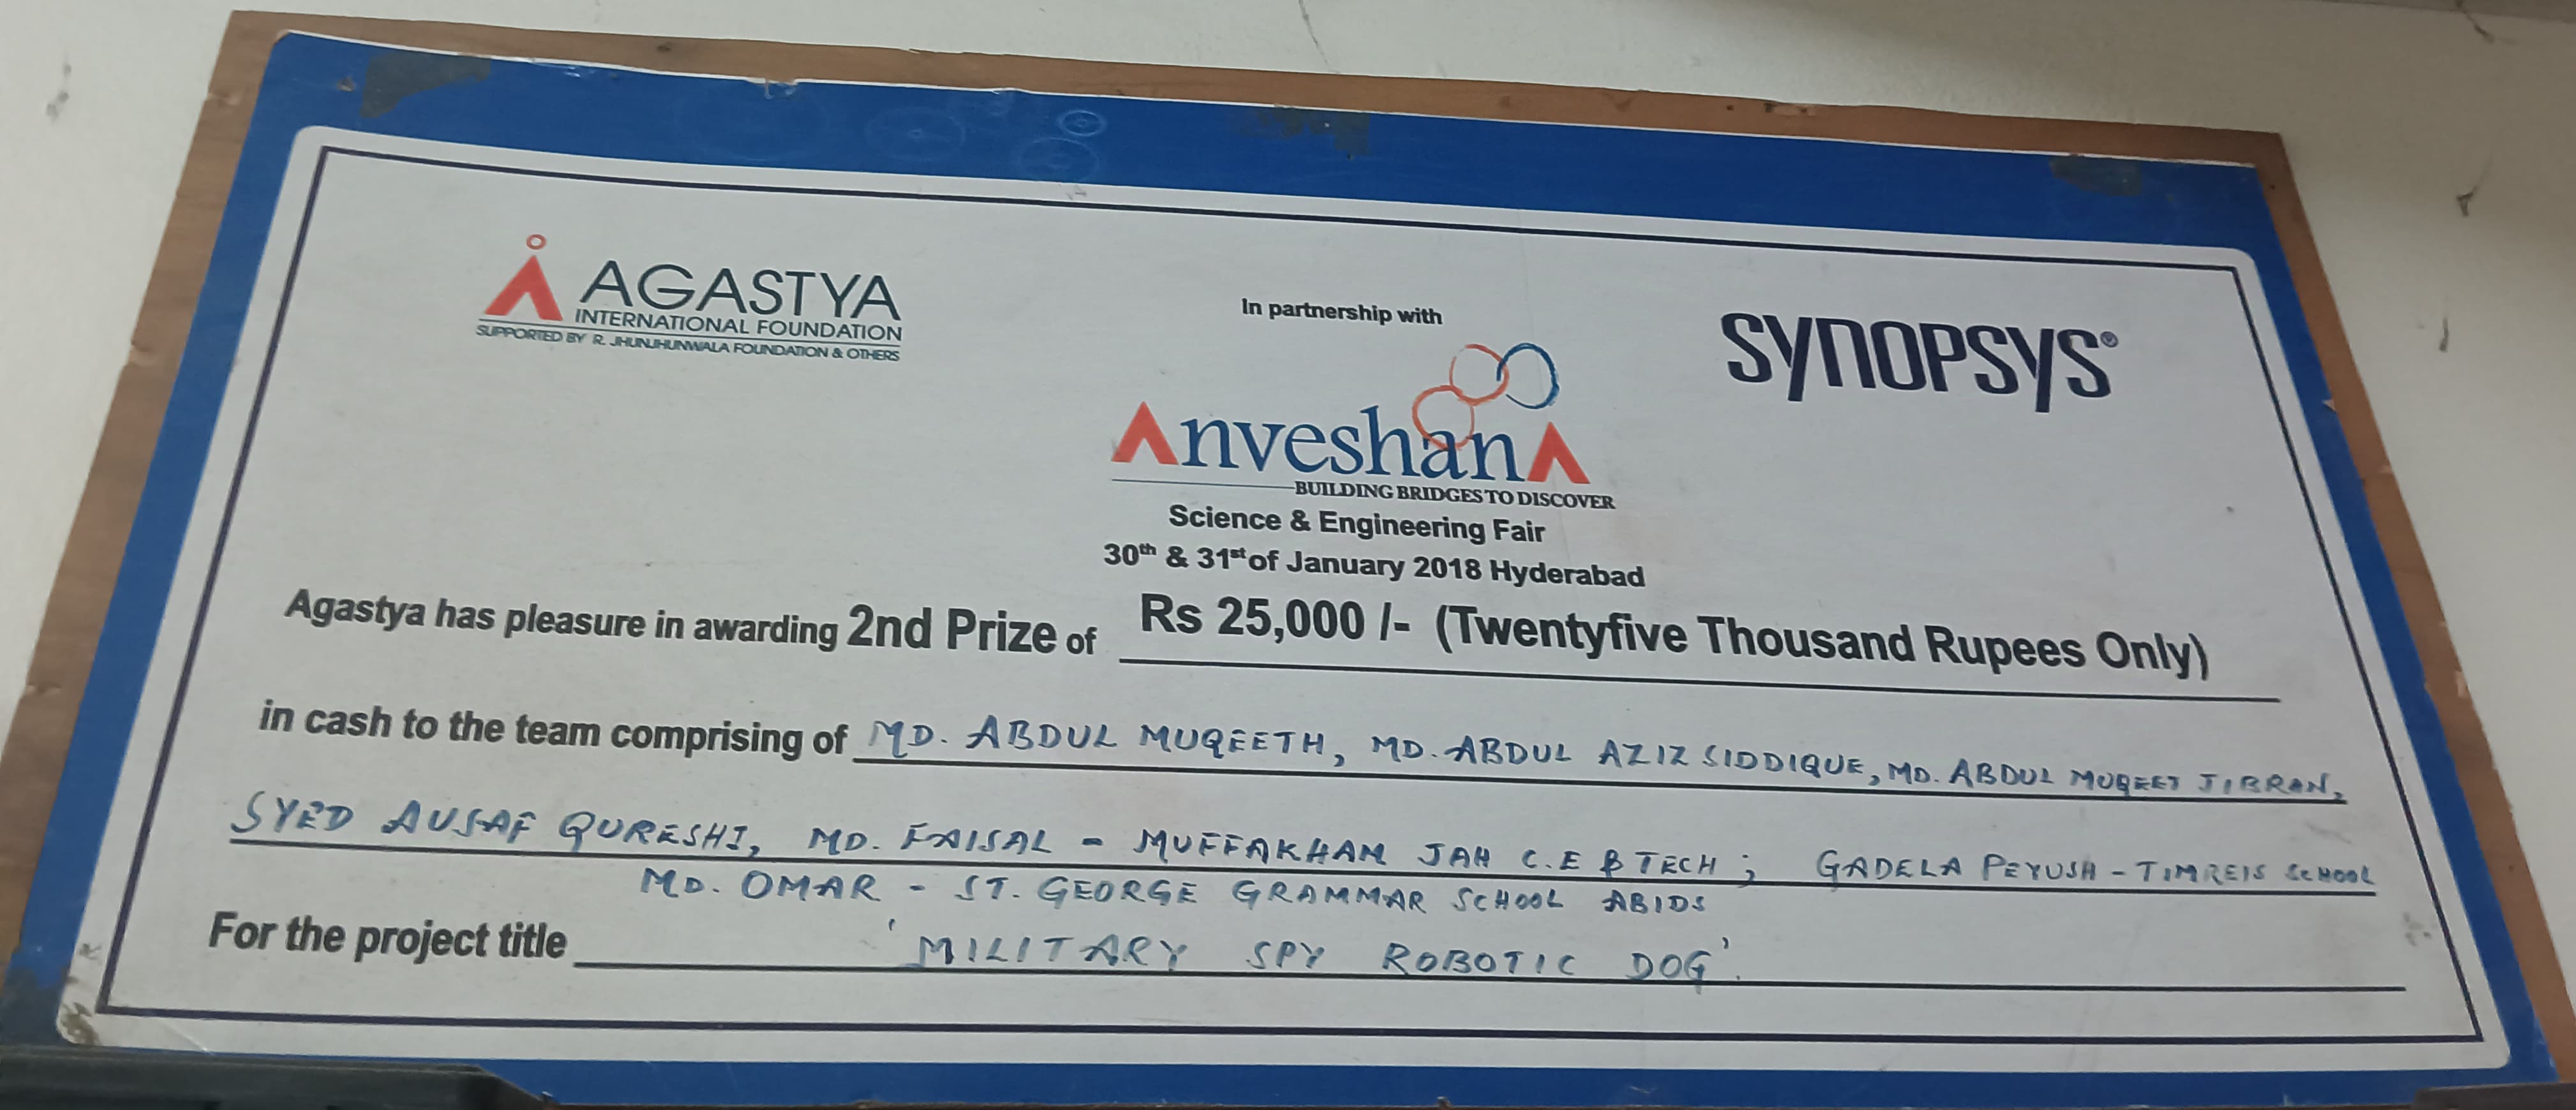 AGASTYA
INTERNATIONAL FOUNDATION
SUPPORTED BY R. JHUNJHUNWALA FOUNDATION & OTHERS
In partnership with
SYNOPSYS®
AnveshanA
BUILDING BRIDGES TO DISCOVER
Science & Engineering Fair
30th & 31st of January 2018 Hyderabad
Agastya has pleasure in awarding 2nd Prize of Rs 25,000 /- (Twentyfive Thousand Rupees Only)
in cash to the team comprising of MD. ABDUL MUQEETH, MD. ABDUL AZIZ SIDDIQUE, MD. ABDUL MUQEET JIBRAN,
SYED AUSAF QURESHI, MD. FAISAL - MUFFAKHAM JAH C.E & TECH ; GADELA PEYUSH - TIMREIS SCHOOL
MD. OMAR - ST. GEORGE GRAMMAR SCHOOL ABIDS
For the project title 'MILITARY SPY ROBOTIC DOG'.